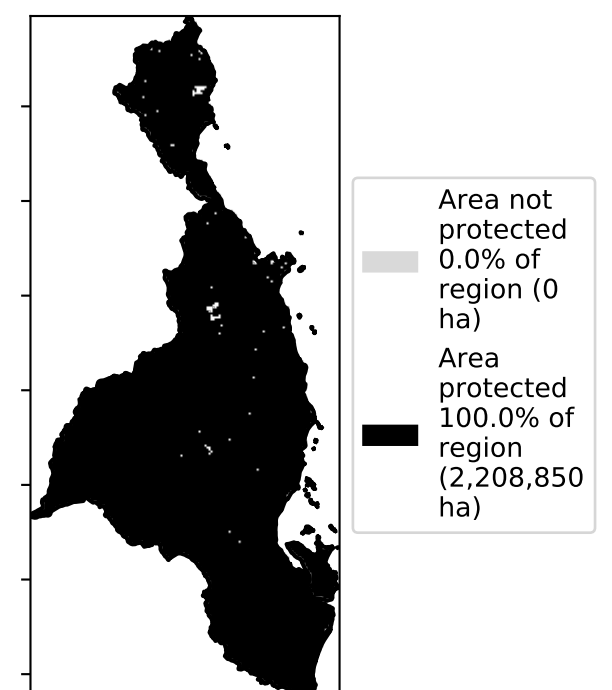 Area not
protected
0.0% of
region (0
ha)
Area
protected
100.0% of
region
(2,208,850
ha)